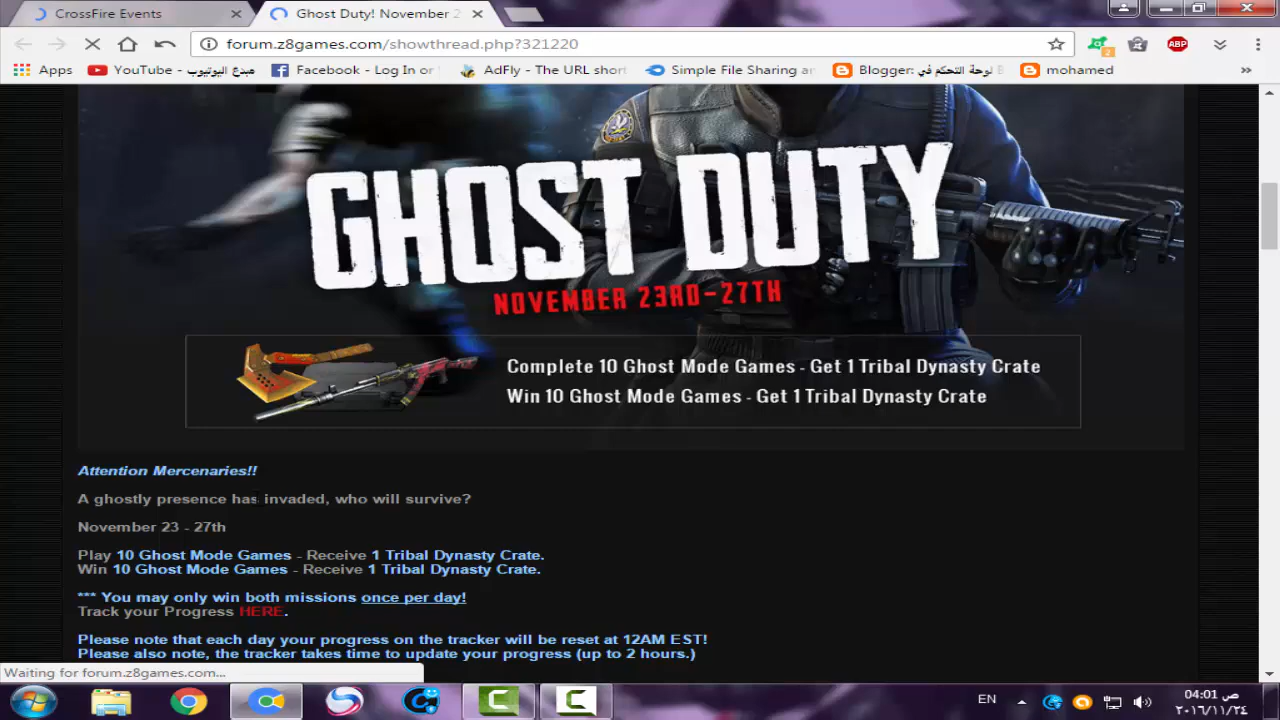 CrossFire Events
Ghost Duty! November 2
forum.z8games.com/showthread.php?321220
2
ABP
Apps
YouTube - مبدع اليوتيوب
Facebook - Log In or
AdFly - The URL short
Simple File Sharing an
Blogger: لوحة التحكم في
mohamed
GHOST DUTY
NOVEMBER 23RD-27TH
Complete 10 Ghost Mode Games - Get 1 Tribal Dynasty Crate
Win 10 Ghost Mode Games - Get 1 Tribal Dynasty Crate
Attention Mercenaries!!
A ghostly presence has invaded, who will survive?
November 23 - 27th
Play 10 Ghost Mode Games - Receive 1 Tribal Dynasty Crate.
Win 10 Ghost Mode Games - Receive 1 Tribal Dynasty Crate.
*** You may only win both missions once per day!
Track your Progress HERE.
Please note that each day your progress on the tracker will be reset at 12AM EST!
Please also note, the tracker takes time to update your progress (up to 2 hours.)
Waiting for forum.z8games.com...
EN
04:01 ص
٢٠١٦/١١/٢٤